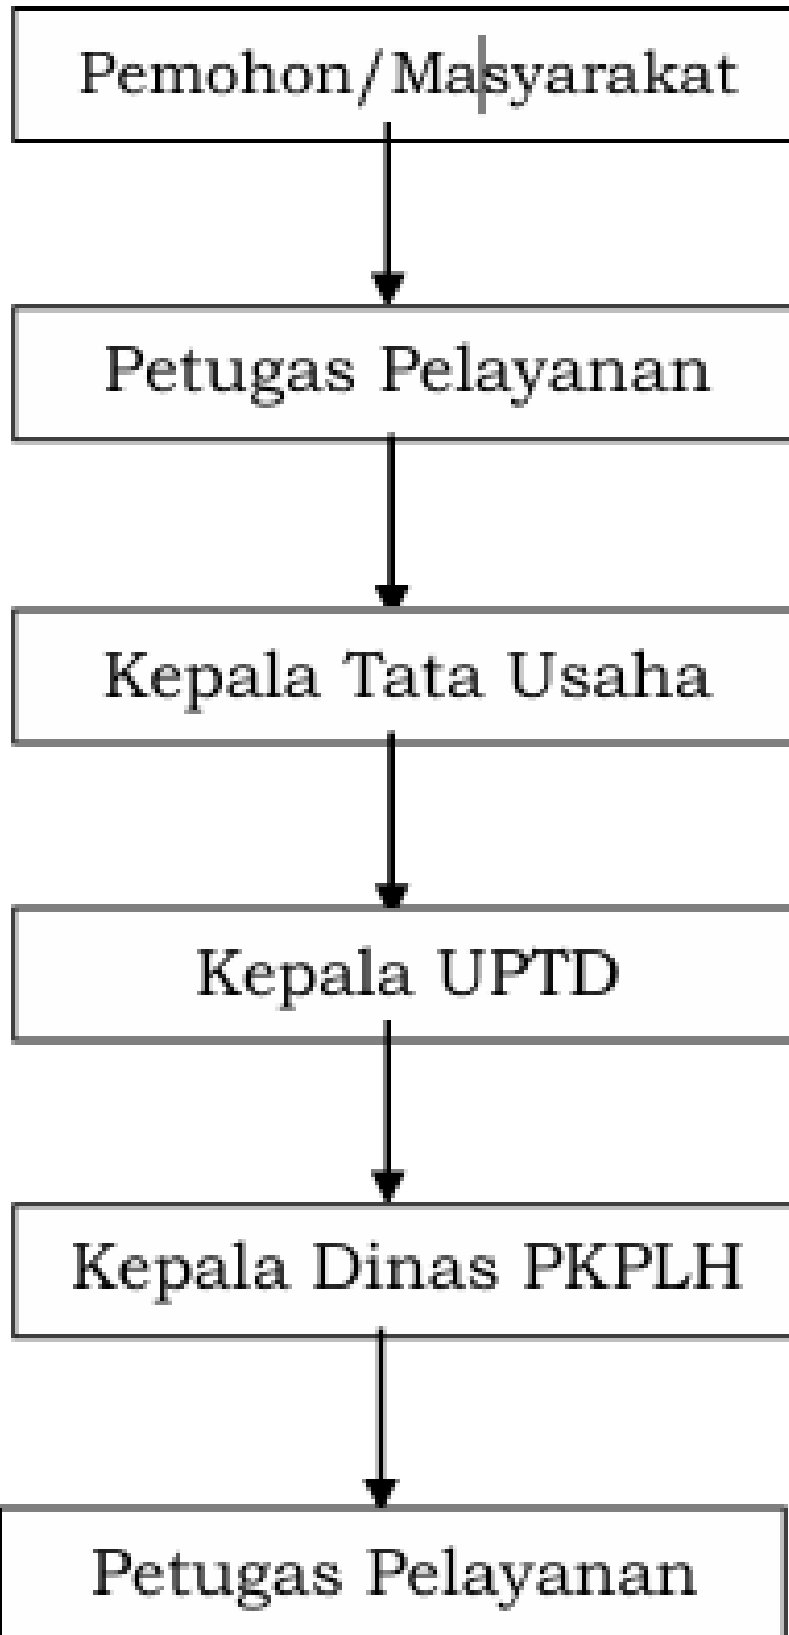 Pemohon/Masyarakat
Petugas Pelayanan
Kepala Tata Usaha
Kepala UPTD
Kepala Dinas PKPLH
Petugas Pelayanan